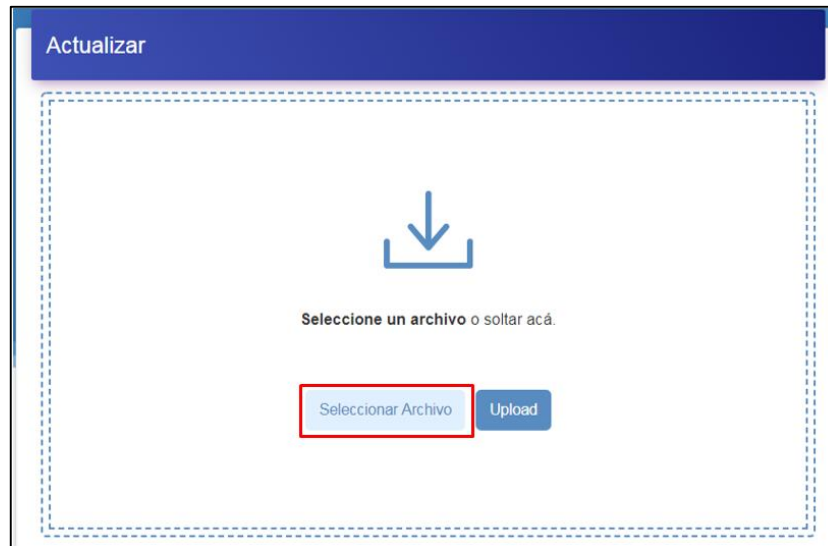 Actualizar
Seleccione un archivo o soltar acá.
Seleccionar Archivo Upload